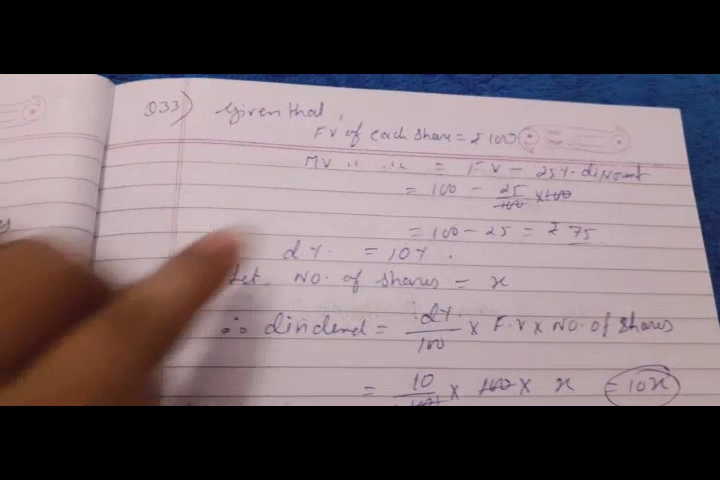 Q33) Given that,
F.V of each share = ₹100
MV " " " = F.V - 25% discount
= 100 - 25/100 × 100
= 100 - 25 = ₹75
d% = 10%.
Let No. of shares = x
∴ dividend = d%/100 × F.V × No. of shares
= 10/100 × 100 × x = 10x